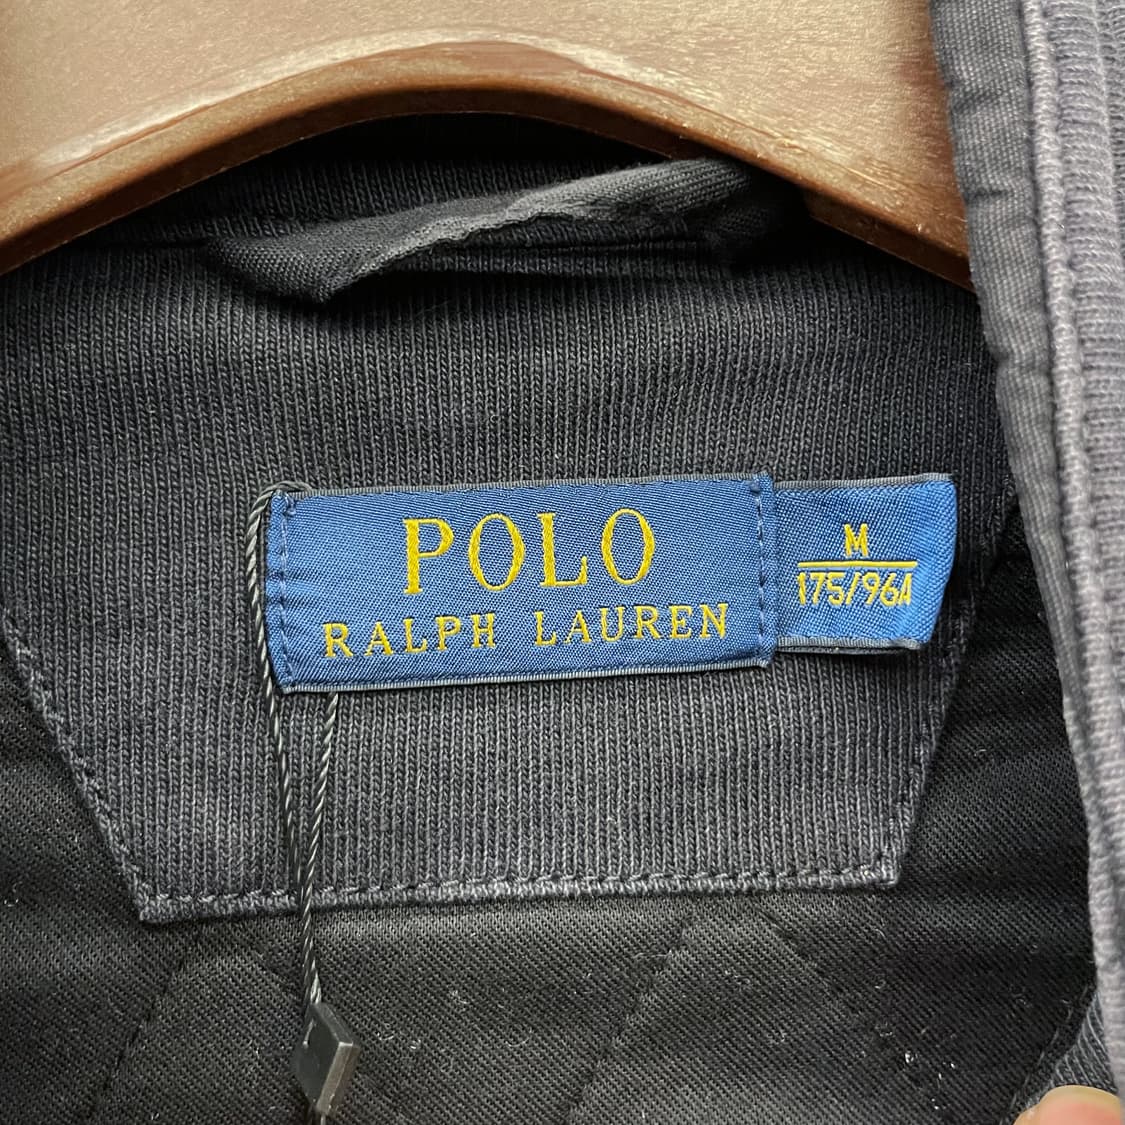 POLO
RALPH LAUREN
M
175/96A